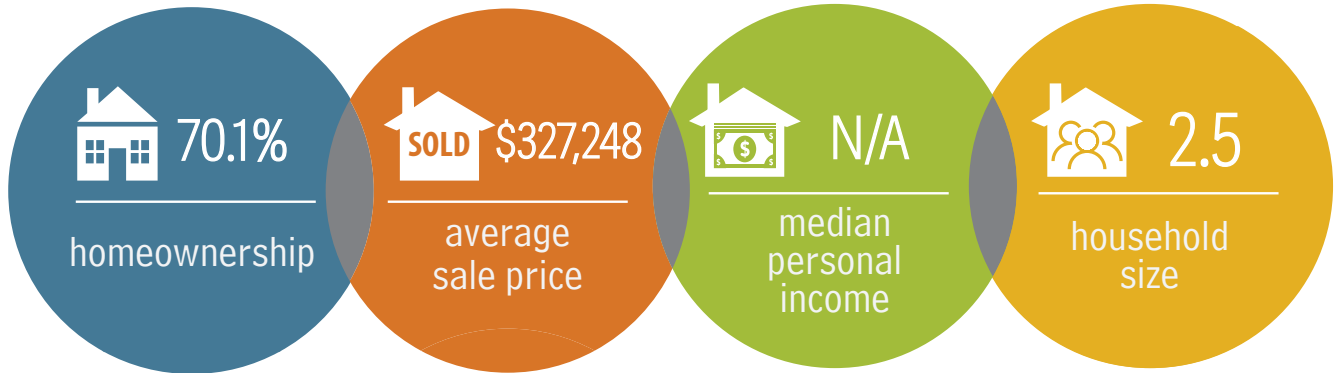 70.1%
homeownership
SOLD $327,248
average
sale price
$
N/A
median
personal
income
2.5
household
size